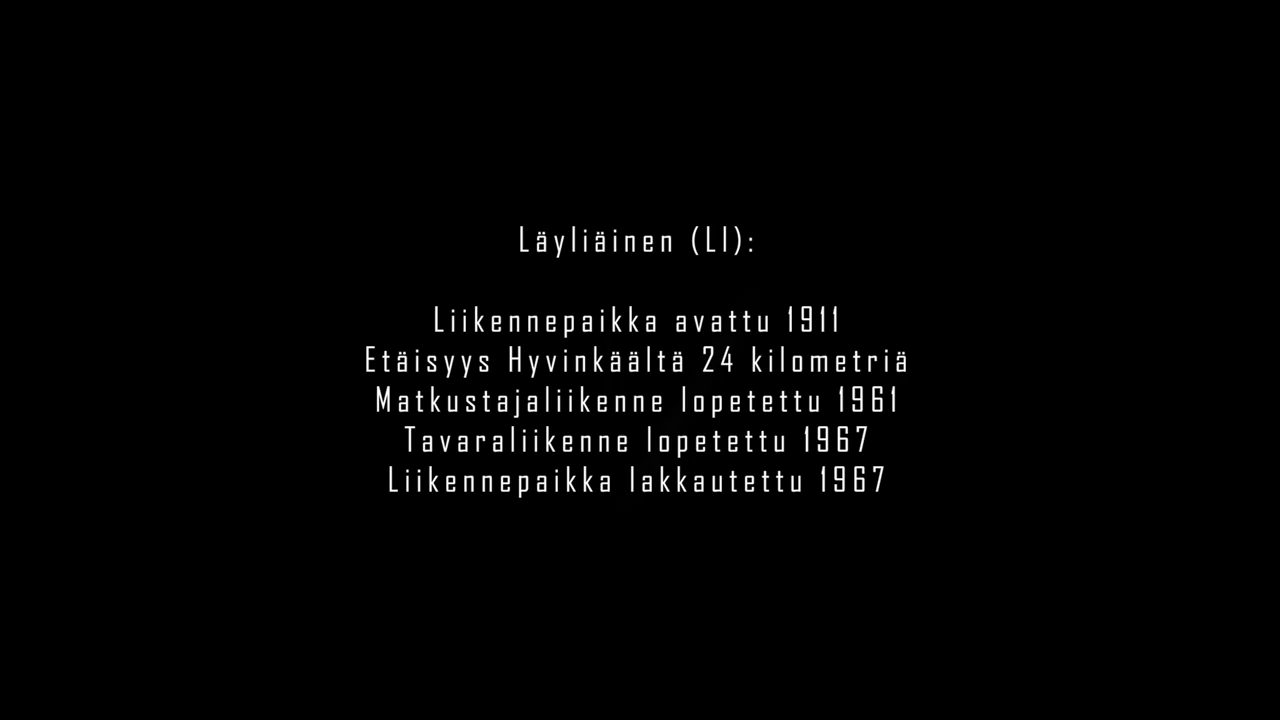 Läyliäinen (LI):
Liikennepaikka avattu 1911
Etäisyys Hyvinkäältä 24 kilometriä
Matkustajaliikenne lopetettu 1961
Tavaraliikenne lopetettu 1967
Liikennepaikka lakkautettu 1967